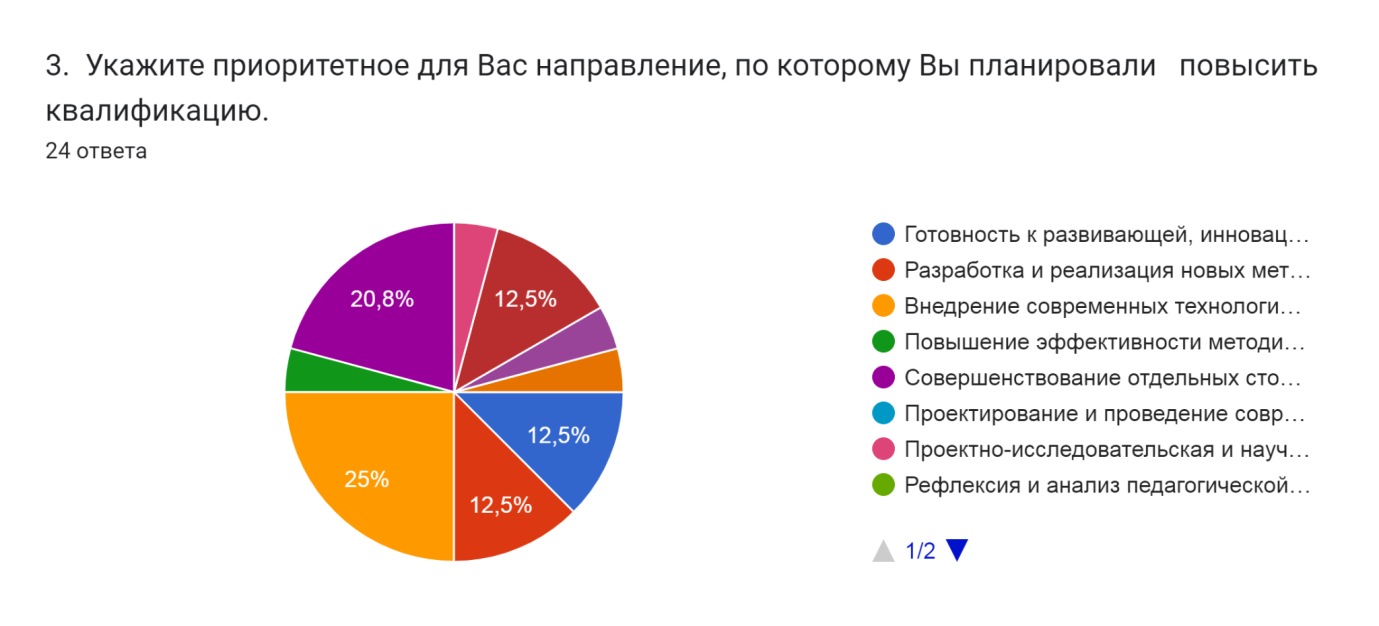 3. Укажите приоритетное для Вас направление, по которому Вы планировали повысить
квалификацию.
24 ответа
20,8%
12,5%
12,5%
25%
12,5%
Готовность к развивающей, инновац...
Разработка и реализация новых мет...
Внедрение современных технологи...
Повышение эффективности методи...
Совершенствование отдельных сто...
Проектирование и проведение совр...
Проектно-исследовательская и науч...
Рефлексия и анализ педагогической...
1/2